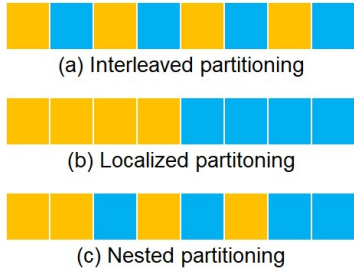 (a) Interleaved partitioning
(b) Localized partitoning
(c) Nested partitioning